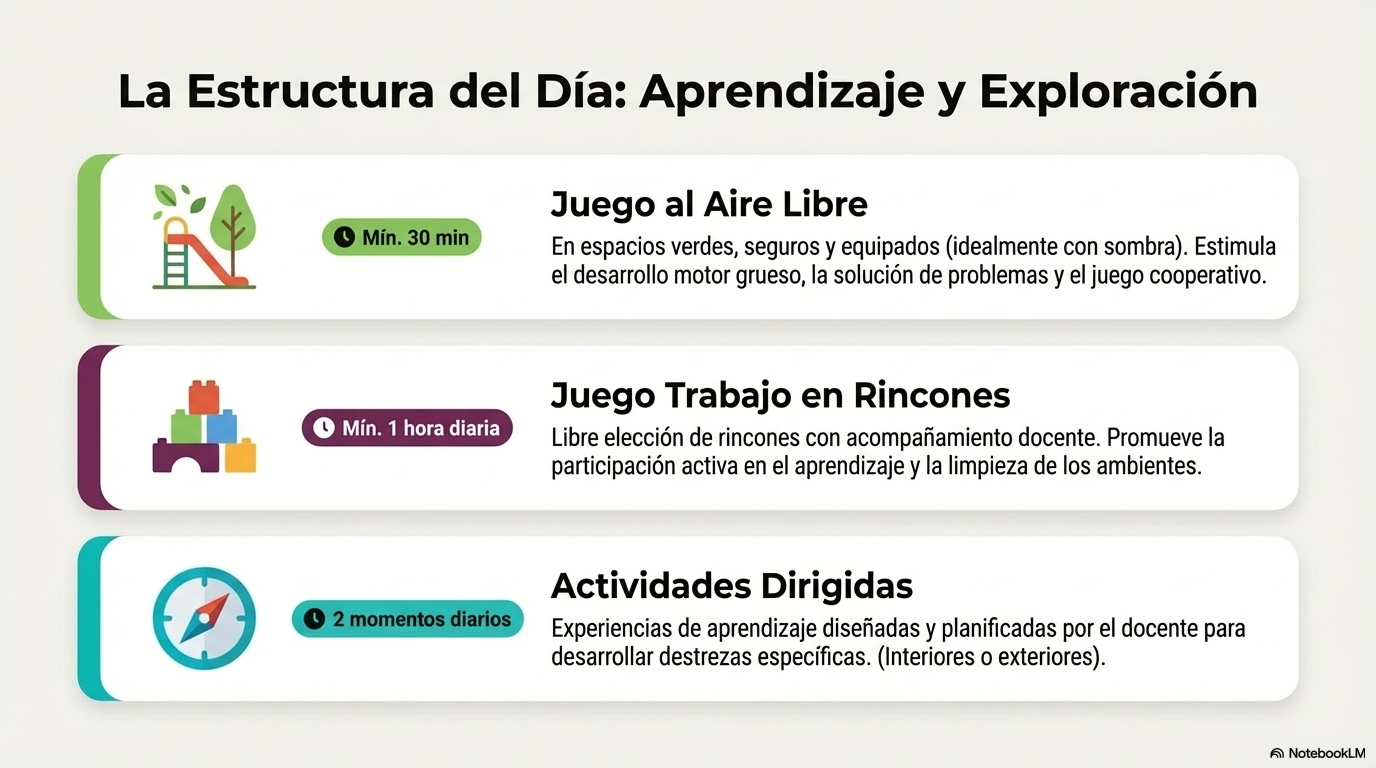 La Estructura del Día: Aprendizaje y Exploración
Mín. 30 min
Juego al Aire Libre
En espacios verdes, seguros y equipados (idealmente con sombra). Estimula
el desarrollo motor grueso, la solución de problemas y el juego cooperativo.
Mín. 1 hora diaria
Juego Trabajo en Rincones
Libre elección de rincones con acompañamiento docente. Promueve la
participación activa en el aprendizaje y la limpieza de los ambientes.
2 momentos diarios
Actividades Dirigidas
Experiencias de aprendizaje diseñadas y planificadas por el docente para
desarrollar destrezas específicas. (Interiores o exteriores).
NotebookLM